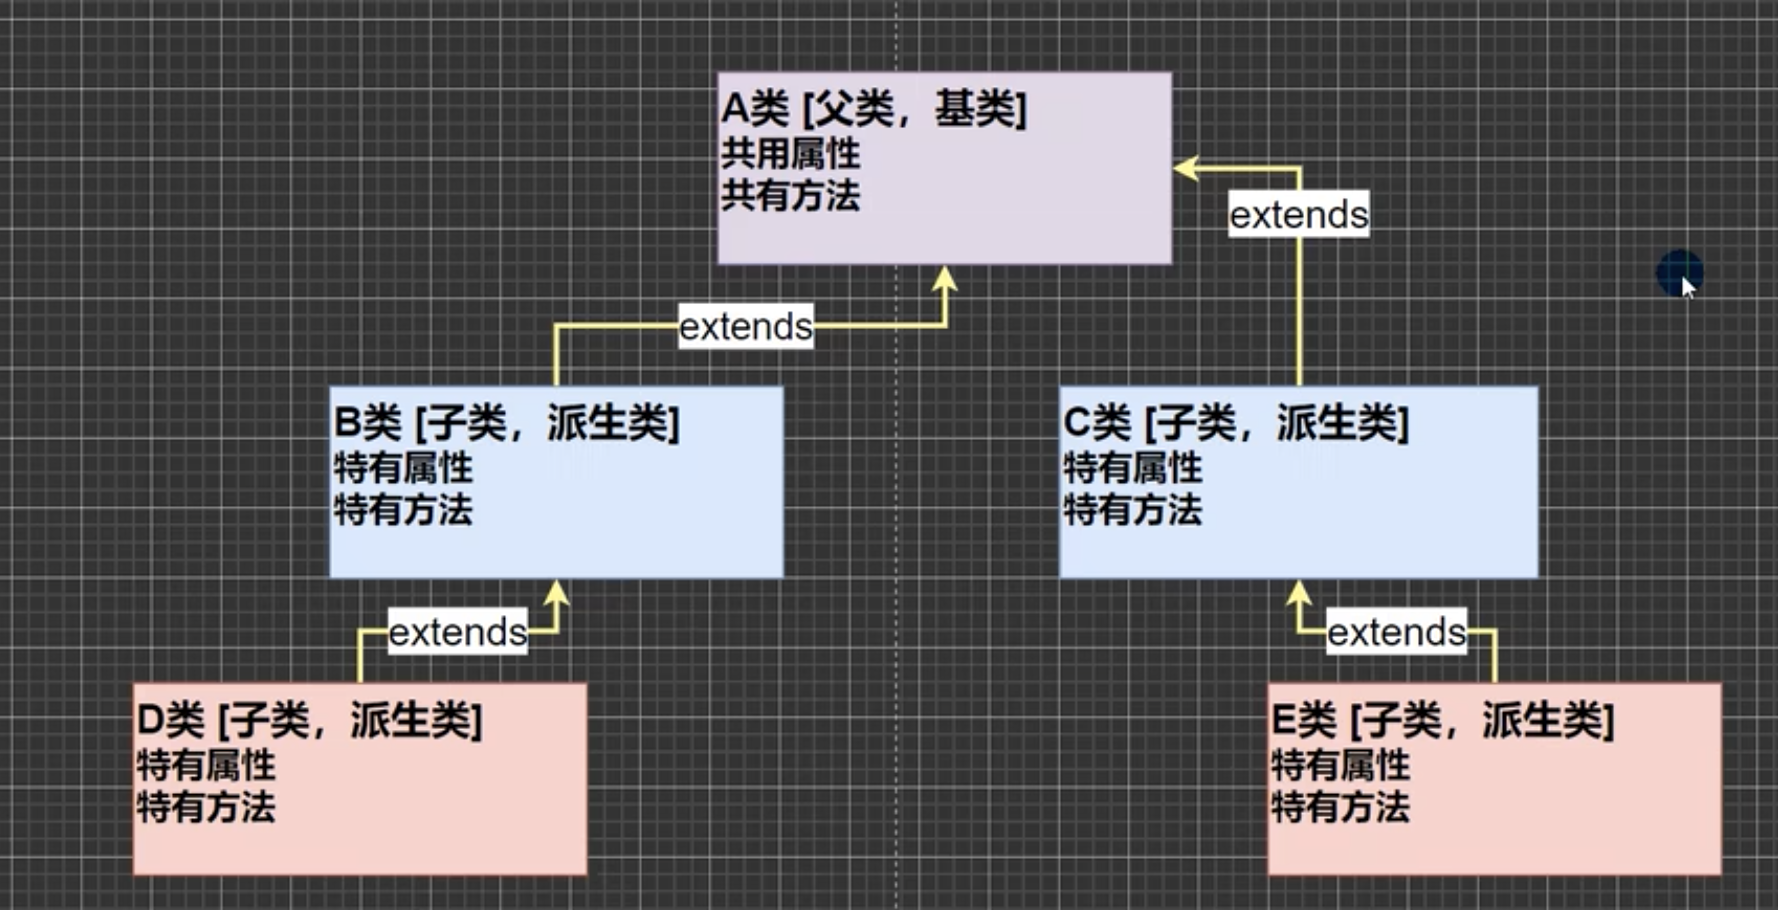 A类 [父类，基类]
共用属性
共有方法
extends
extends
B类 [子类，派生类]
特有属性
特有方法
C类 [子类，派生类]
特有属性
特有方法
extends
extends
D类 [子类，派生类]
特有属性
特有方法
E类 [子类，派生类]
特有属性
特有方法